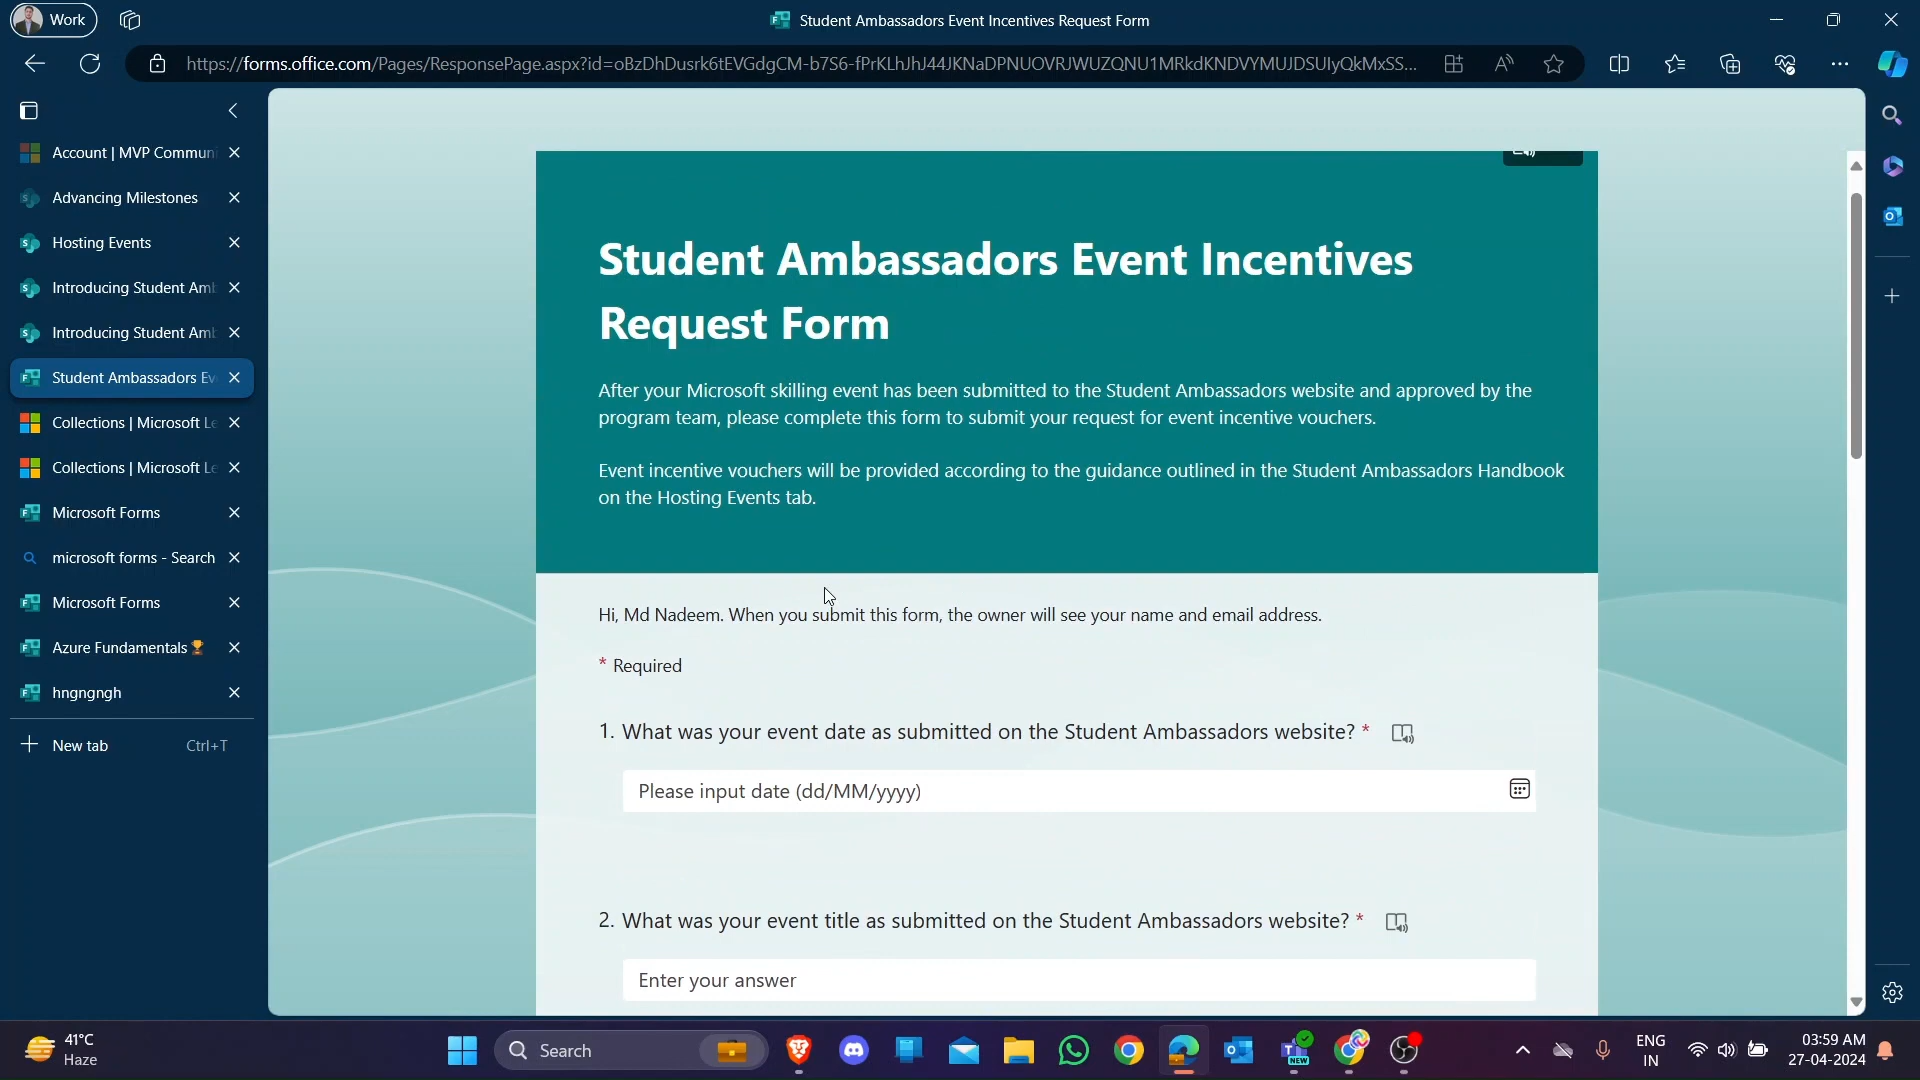 Work
Student Ambassadors Event Incentives Request Form
https://forms.office.com/Pages/ResponsePage.aspx?id=oBzDhDusrk6tEVGdgCM-b7S6-fPrKLhJhJ44JKNaDPNUOVRJWUZQNU1MRkdKNDVYMUJDSUIyQkMxSS...
Account | MVP Communi
Advancing Milestones
Hosting Events
Introducing Student Amb
Introducing Student Amb
Student Ambassadors Ev
Collections | Microsoft Le
Collections | Microsoft Le
Microsoft Forms
microsoft forms - Search
Microsoft Forms
Azure Fundamentals🏆
hngngngh
New tab Ctrl+T
Student Ambassadors Event Incentives
Request Form
After your Microsoft skilling event has been submitted to the Student Ambassadors website and approved by the
program team, please complete this form to submit your request for event incentive vouchers.
Event incentive vouchers will be provided according to the guidance outlined in the Student Ambassadors Handbook
on the Hosting Events tab.
Hi, Md Nadeem. When you submit this form, the owner will see your name and email address.
* Required
1. What was your event date as submitted on the Student Ambassadors website? *
Please input date (dd/MM/yyyy)
2. What was your event title as submitted on the Student Ambassadors website? *
Enter your answer
41°C
Haze
Search
NEW
ENG
IN
03:59 AM
27-04-2024